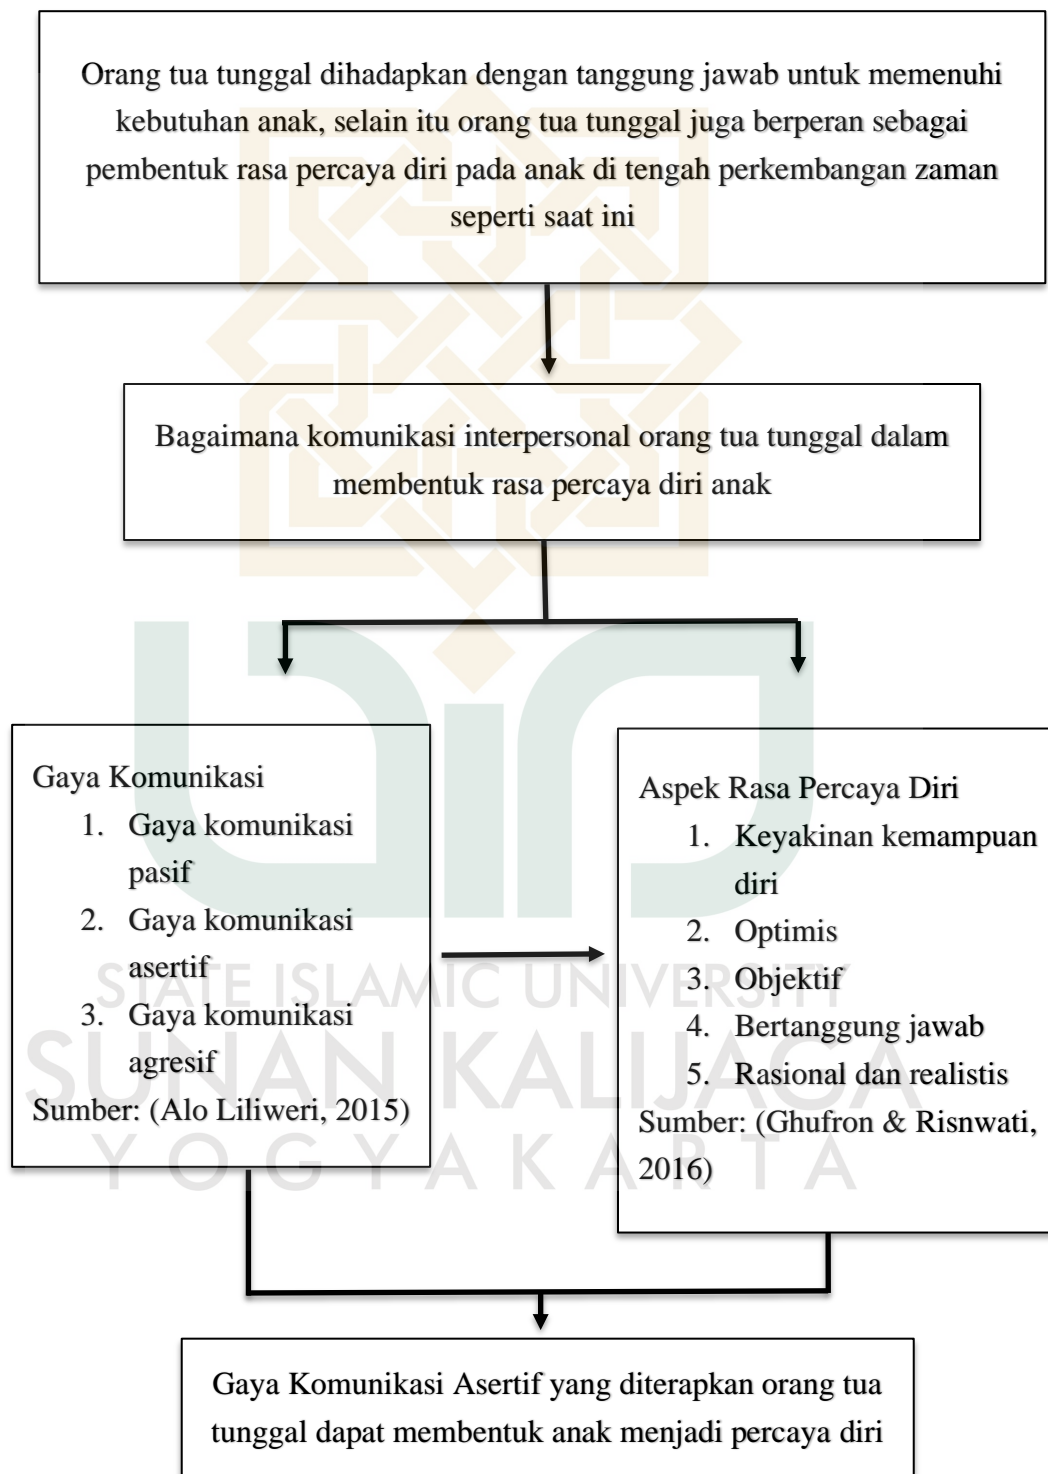 Orang tua tunggal dihadapkan dengan tanggung jawab untuk memenuhi
kebutuhan anak, selain itu orang tua tunggal juga berperan sebagai
pembentuk rasa percaya diri pada anak di tengah perkembangan zaman
seperti saat ini
Bagaimana komunikasi interpersonal orang tua tunggal dalam
membentuk rasa percaya diri anak
Gaya Komunikasi
1. Gaya komunikasi
pasif
2. Gaya komunikasi
asertif
3. Gaya komunikasi
agresif
Sumber: (Alo Liliweri, 2015)
Aspek Rasa Percaya Diri
1. Keyakinan kemampuan
diri
2. Optimis
3. Objektif
4. Bertanggung jawab
5. Rasional dan realistis
Sumber: (Ghufron & Risnwati,
2016)
STATE ISLAMIC UNIVERSITY
SUNAN KALIJAGA
YOGYAKARTA
Gaya Komunikasi Asertif yang diterapkan orang tua
tunggal dapat membentuk anak menjadi percaya diri